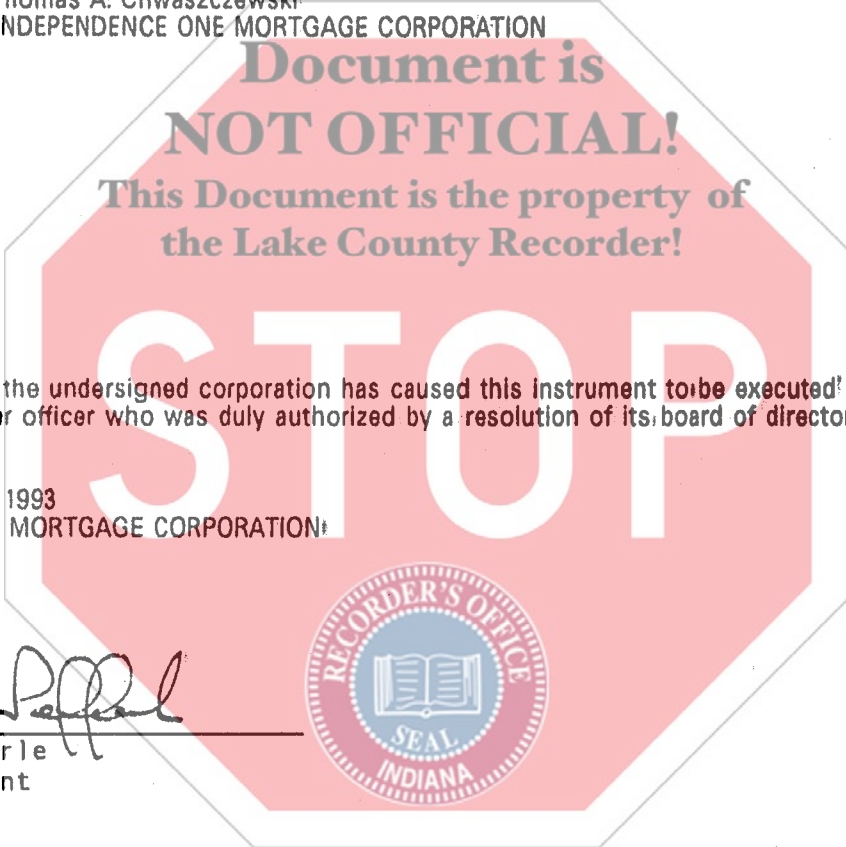 homas A. Chwaszczewski
NDEPENDENCE ONE MORTGAGE CORPORATION
Document is
NOT OFFICIAL!
This Document is the property of
the Lake County Recorder!
STOP
the undersigned corporation has caused this instrument to be executed
r officer who was duly authorized by a resolution of its board of director
1993
MORTGAGE CORPORATION
RECORDER'S OFFICE
SEAL
INDIANA
rle
nt